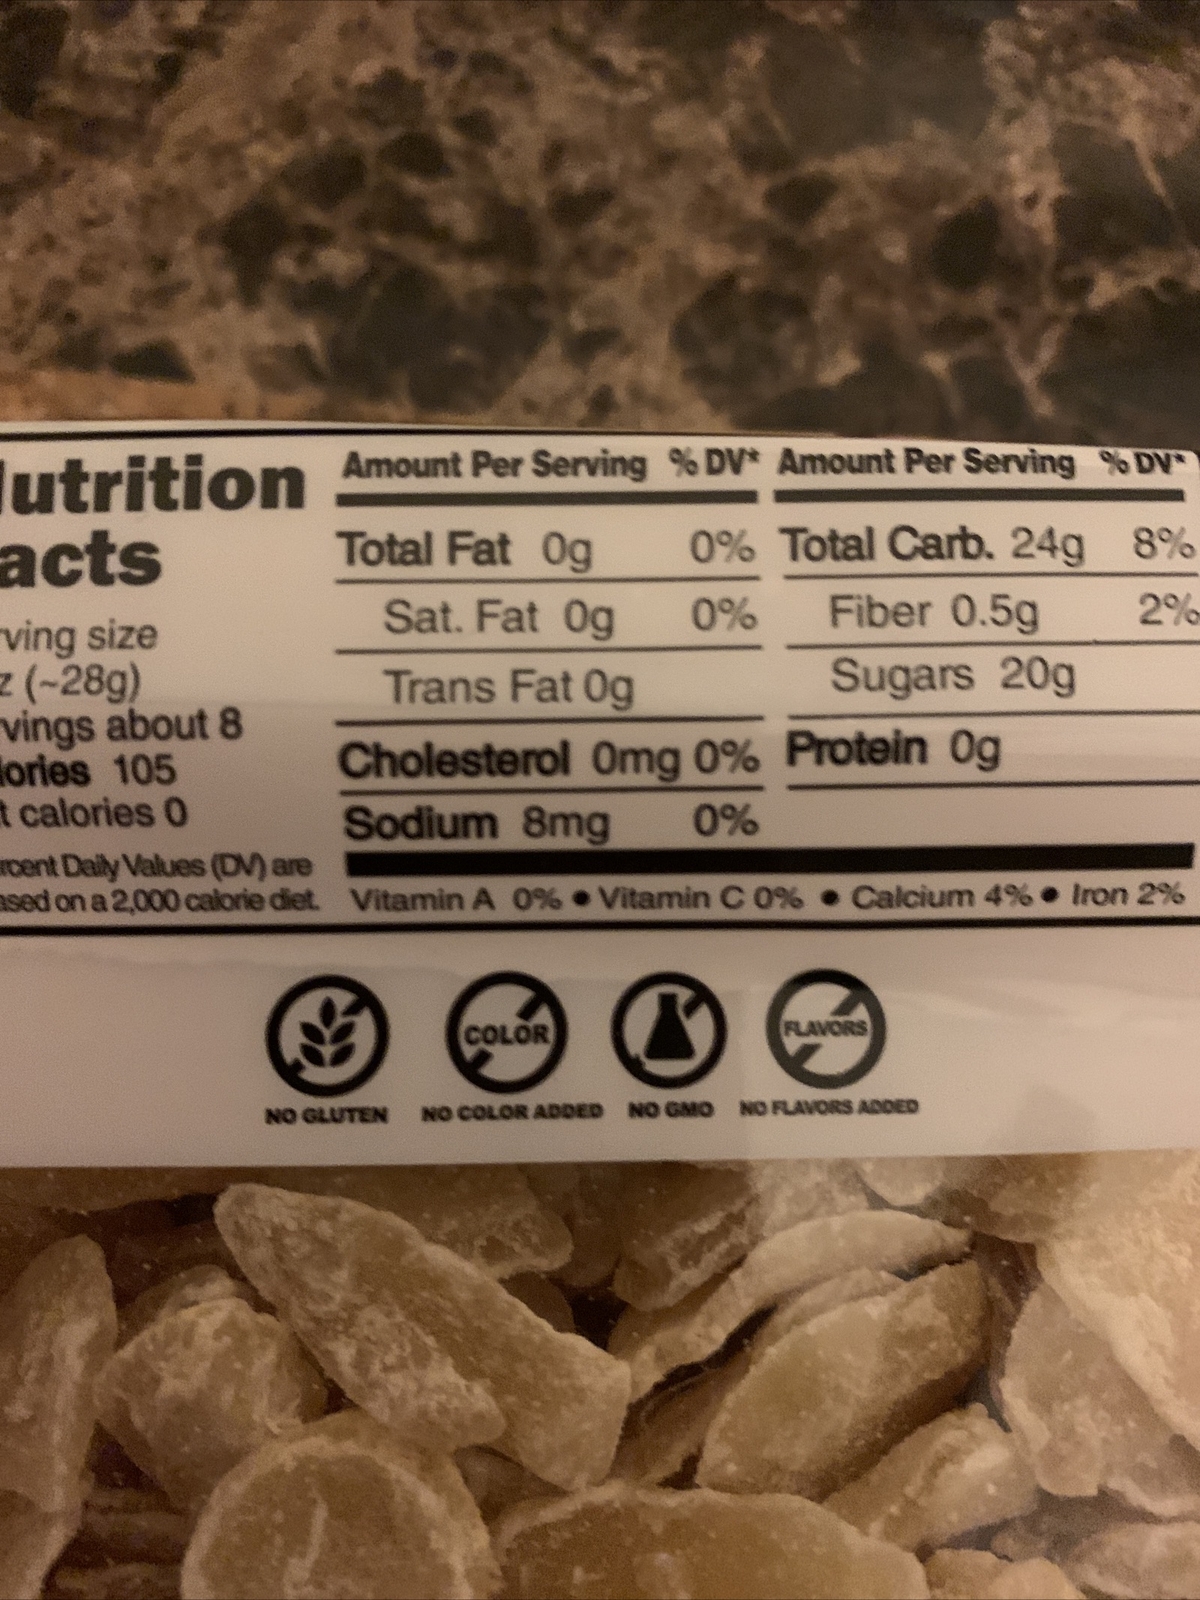 Nutrition
Facts
Amount Per Serving % DV*
Total Fat 0g 0%
Sat. Fat 0g 0%
Trans Fat 0g
Cholesterol 0mg 0%
Sodium 8mg 0%
Amount Per Serving % DV*
Total Carb. 24g 8%
Fiber 0.5g 2%
Sugars 20g
Protein 0g
rving size
z (~28g)
rvings about 8
lories 105
t calories 0
rcent Daily Values (DV) are
ased on a 2,000 calorie diet.
Vitamin A 0% • Vitamin C 0% • Calcium 4% • Iron 2%
COLOR
FLAVORS
NO GLUTEN
NO COLOR ADDED
NO GMO
NO FLAVORS ADDED